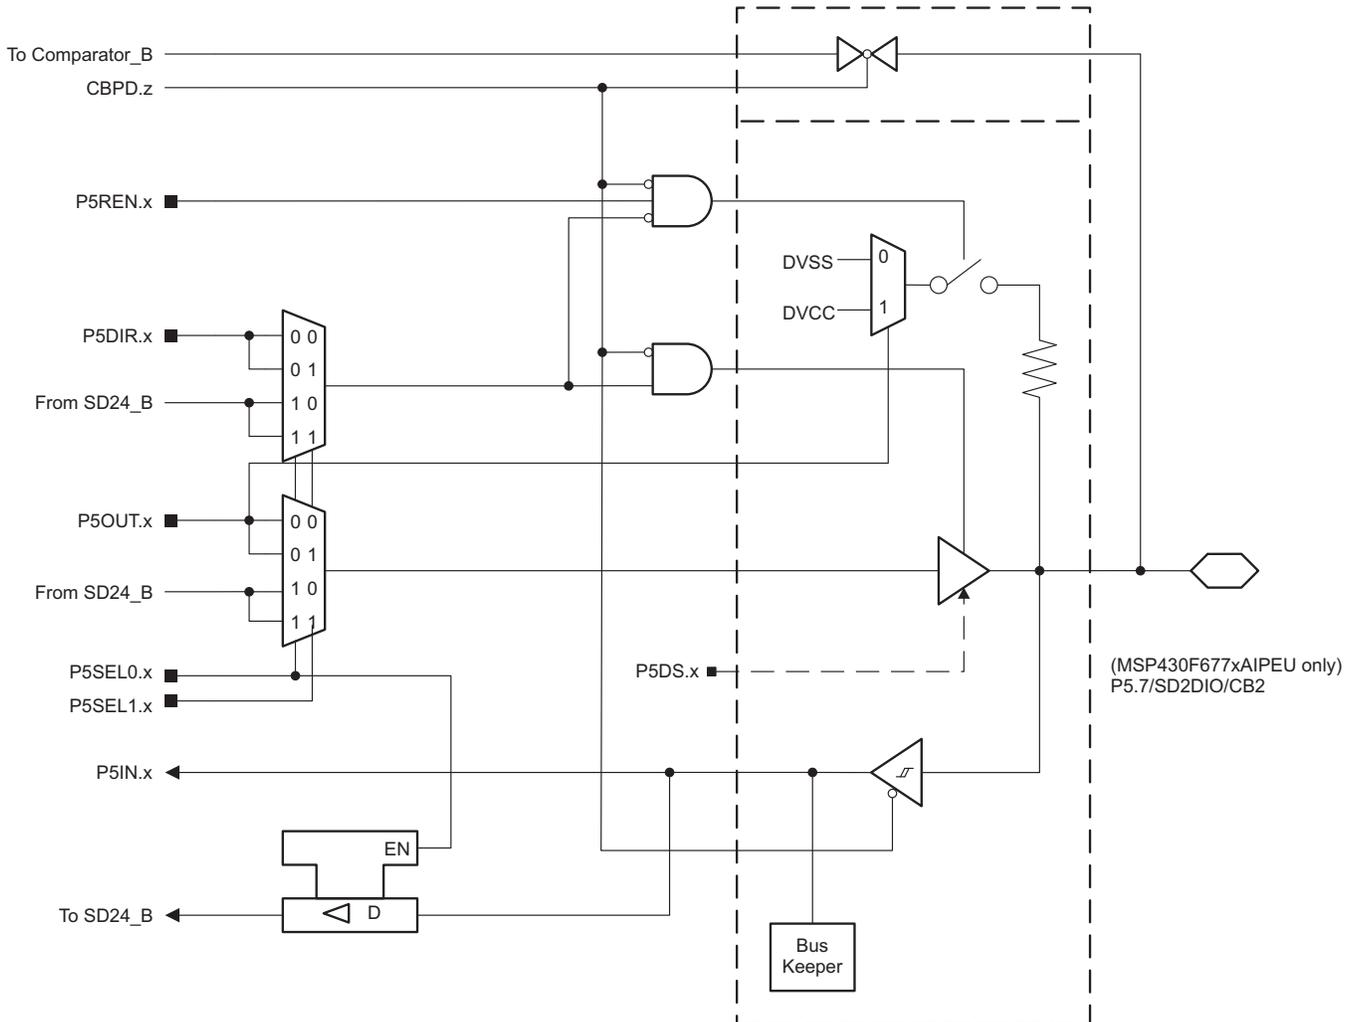 To Comparator_B
CBPD.z
P5REN.x
DVSS
0
DVCC
1
P5DIR.x
0 0
0 1
From SD24_B
1 0
1 1
P5OUT.x
0 0
0 1
From SD24_B
1 0
1 1
P5SEL0.x
P5SEL1.x
P5DS.x
(MSP430F677xAIPEU only)
P5.7/SD2DIO/CB2
P5IN.x
EN
To SD24_B
D
Bus
Keeper